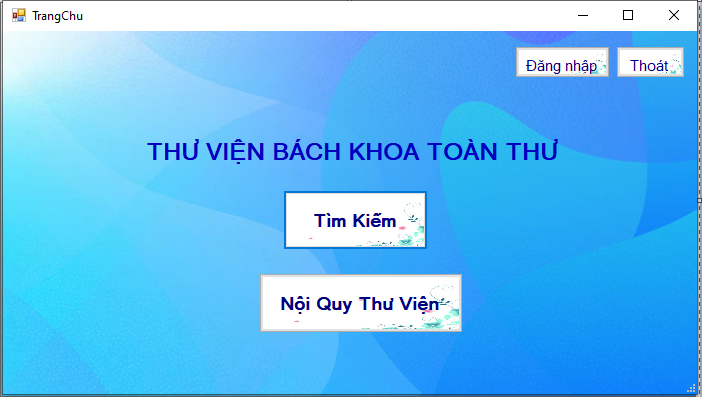 TrangChu
Đăng nhập
Thoát
THƯ VIỆN BÁCH KHOA TOÀN THƯ
Tìm Kiếm
Nội Quy Thư Viện